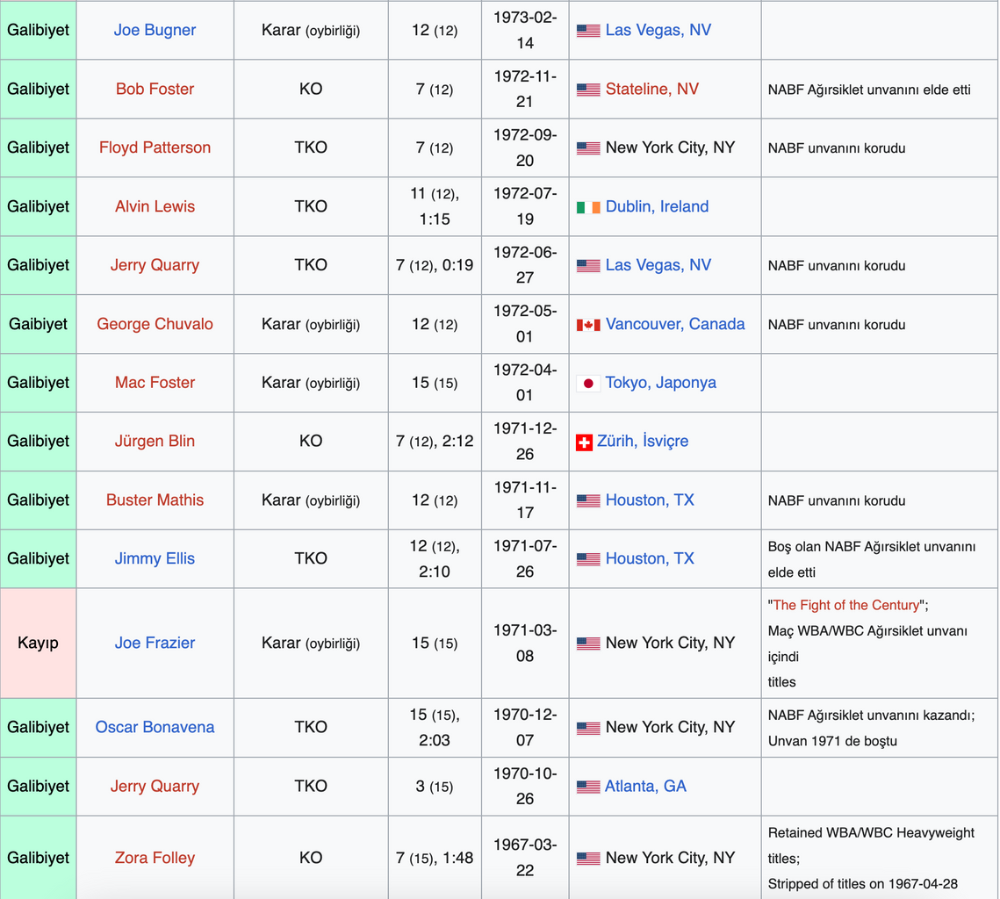 Galibiyet Joe Bugner Karar (oybirliği) 12 (12) 1973-02-
14 Las Vegas, NV
Galibiyet Bob Foster KO 7 (12) 1972-11-
21 Stateline, NV NABF Ağırsiklet unvanını elde etti
Galibiyet Floyd Patterson TKO 7 (12) 1972-09-
20 New York City, NY NABF unvanını korudu
Galibiyet Alvin Lewis TKO 11 (12),
1:15 1972-07-
19 Dublin, Ireland
Galibiyet Jerry Quarry TKO 7 (12), 0:19 1972-06-
27 Las Vegas, NV NABF unvanını korudu
Gaibiyet George Chuvalo Karar (oybirliği) 12 (12) 1972-05-
01 Vancouver, Canada NABF unvanını korudu
Galibiyet Mac Foster Karar (oybirliği) 15 (15) 1972-04-
01 Tokyo, Japonya
Galibiyet Jürgen Blin KO 7 (12), 2:12 1971-12-
26 Zürih, İsviçre
Galibiyet Buster Mathis Karar (oybirliği) 12 (12) 1971-11-
17 Houston, TX NABF unvanını korudu
Galibiyet Jimmy Ellis TKO 12 (12),
2:10 1971-07-
26 Houston, TX Boş olan NABF Ağırsiklet unvanını
elde etti
Kayıp Joe Frazier Karar (oybirliği) 15 (15) 1971-03-
08 New York City, NY "The Fight of the Century";
Maç WBA/WBC Ağırsiklet unvanı
içindi
titles
Galibiyet Oscar Bonavena TKO 15 (15),
2:03 1970-12-
07 New York City, NY NABF Ağırsiklet unvanını kazandı;
Unvan 1971 de boştu
Galibiyet Jerry Quarry TKO 3 (15) 1970-10-
26 Atlanta, GA
Galibiyet Zora Folley KO 7 (15), 1:48 1967-03-
22 New York City, NY Retained WBA/WBC Heavyweight
titles;
Stripped of titles on 1967-04-28